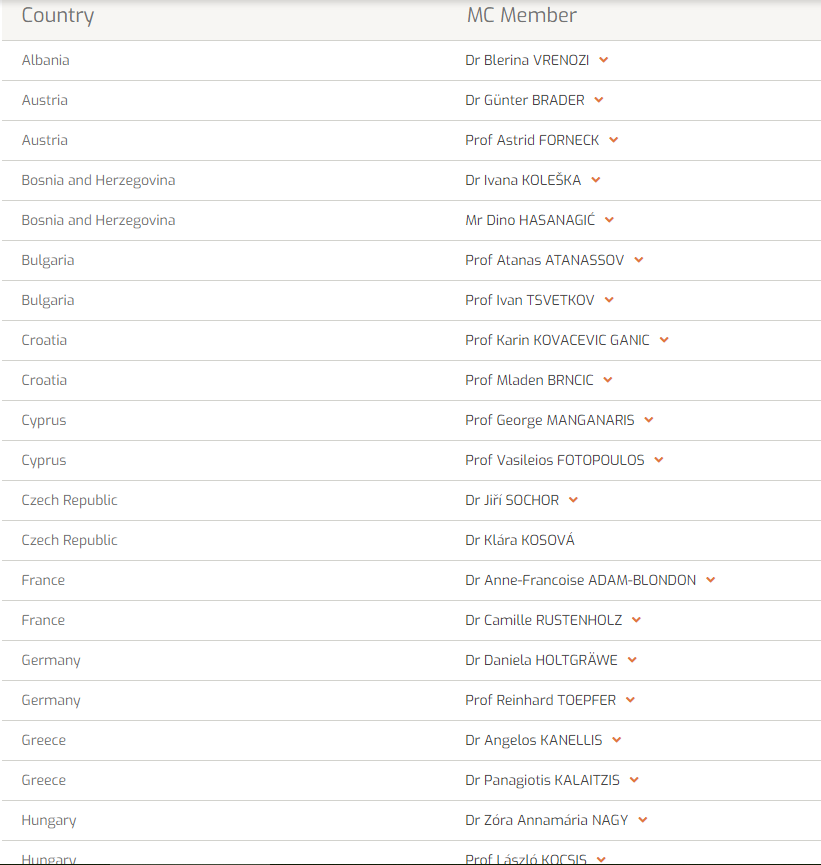 Country MC Member
Albania Dr Blerina VRENOZI
Austria Dr Günter BRADER
Austria Prof Astrid FORNECK
Bosnia and Herzegovina Dr Ivana KOLEŠKA
Bosnia and Herzegovina Mr Dino HASANAGIĆ
Bulgaria Prof Atanas ATANASSOV
Bulgaria Prof Ivan TSVETKOV
Croatia Prof Karin KOVACEVIC GANIC
Croatia Prof Mladen BRNCIC
Cyprus Prof George MANGANARIS
Cyprus Prof Vasileios FOTOPOULOS
Czech Republic Dr Jiří SOCHOR
Czech Republic Dr Klára KOSOVÁ
France Dr Anne-Francoise ADAM-BLONDON
France Dr Camille RUSTENHOLZ
Germany Dr Daniela HOLTGRÄWE
Germany Prof Reinhard TOEPFER
Greece Dr Angelos KANELLIS
Greece Dr Panagiotis KALAITZIS
Hungary Dr Zóra Annamária NAGY
Hungary Prof László KOCSIS